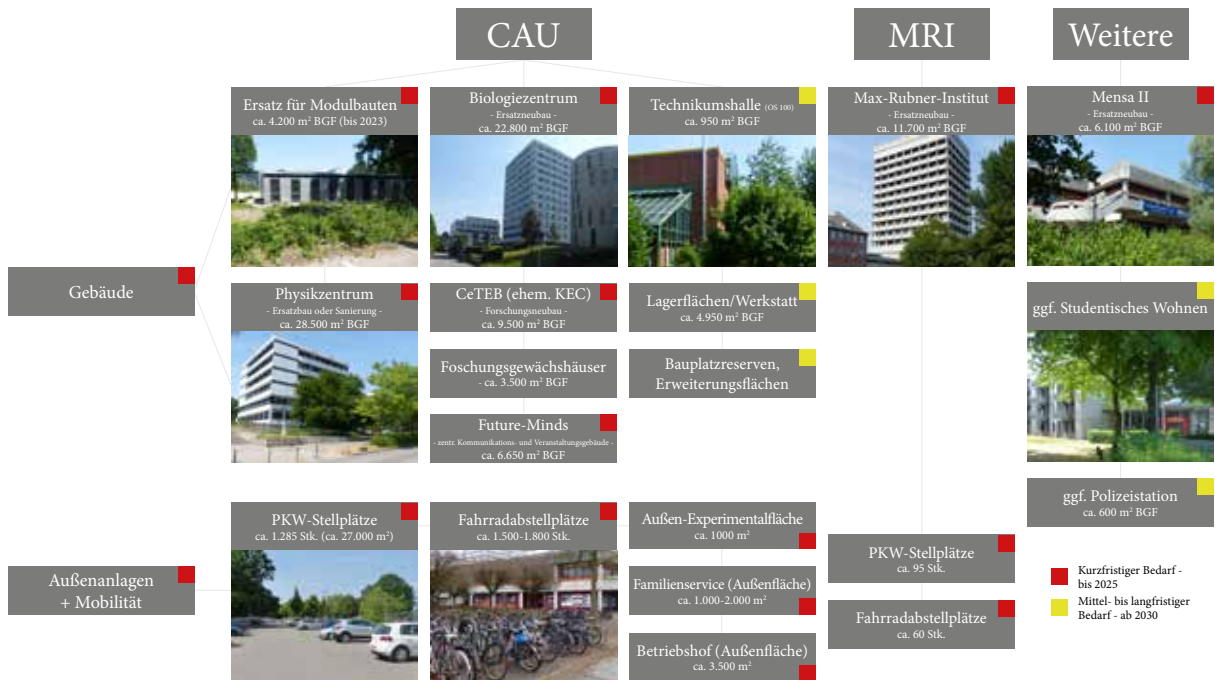 CAU
MRI
Weitere
Ersatz für Modulbauten
ca. 4.200 m² BGF (bis 2023)
Biologiezentrum
- Ersatzneubau -
ca. 22.800 m² BGF
Technikumshalle (OS 100)
ca. 950 m² BGF
Max-Rubner-Institut
- Ersatzneubau -
ca. 11.700 m² BGF
Mensa II
- Ersatzneubau -
ca. 6.100 m² BGF
Gebäude
Physikzentrum
- Ersatzbau oder Sanierung -
ca. 28.500 m² BGF
CeTEB (ehem. KEC)
- Forschungsneubau -
ca. 9.500 m² BGF
Lagerflächen/Werkstatt
ca. 4.950 m² BGF
ggf. Studentisches Wohnen
Foschungsgewächshäuser
- ca. 3.500 m² BGF
Bauplatzreserven,
Erweiterungsflächen
Future-Minds
- zentr. Kommunikations- und Veranstaltungsgebäude -
ca. 6.650 m² BGF
ggf. Polizeistation
ca. 600 m² BGF
Außenanlagen
+ Mobilität
PKW-Stellplätze
ca. 1.285 Stk. (ca. 27.000 m²)
Fahrradabstellplätze
ca. 1.500-1.800 Stk.
Außen-Experimentalfläche
ca. 1000 m²
Familienservice (Außenfläche)
ca. 1.000-2.000 m²
Betriebshof (Außenfläche)
ca. 3.500 m²
PKW-Stellplätze
ca. 95 Stk.
Fahrradabstellplätze
ca. 60 Stk.
Kurzfristiger Bedarf -
bis 2025
Mittel- bis langfristiger
Bedarf - ab 2030